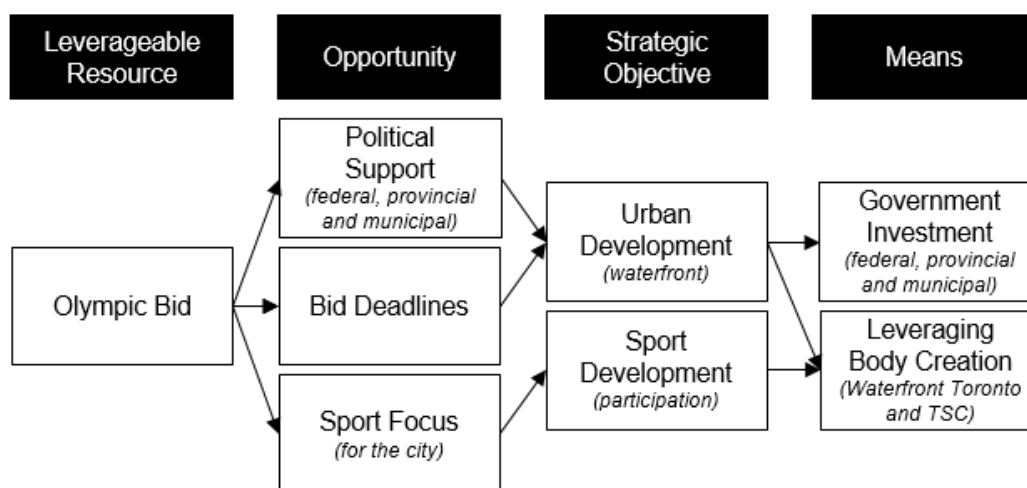 Leverageable
Resource
Opportunity
Strategic
Objective
Means
Olympic Bid
Political
Support
(federal, provincial
and municipal)
Bid Deadlines
Sport Focus
(for the city)
Urban
Development
(waterfront)
Sport
Development
(participation)
Government
Investment
(federal, provincial
and municipal)
Leveraging
Body Creation
(Waterfront Toronto
and TSC)